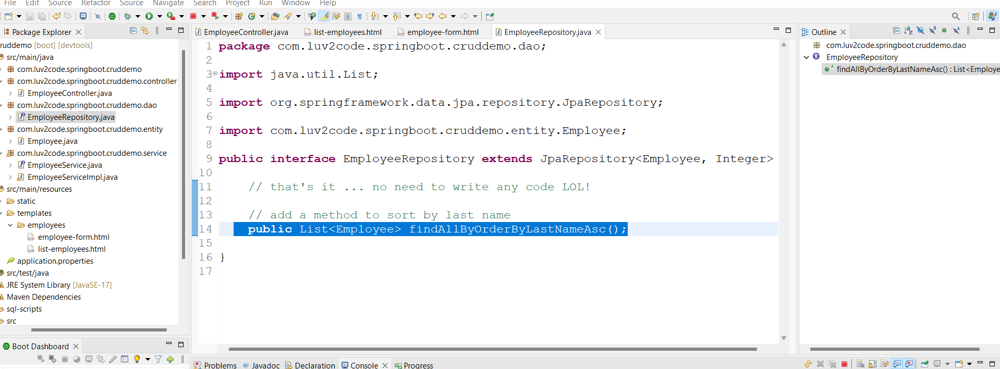 File Edit Source Refactor Source Navigate Search Project Run Window Help
Package Explorer
ruddemo [boot] [devtools]
src/main/java
com.luv2code.springboot.cruddemo
com.luv2code.springboot.cruddemo.controller
EmployeeController.java
com.luv2code.springboot.cruddemo.dao
EmployeeRepository.java
com.luv2code.springboot.cruddemo.entity
Employee.java
com.luv2code.springboot.cruddemo.service
EmployeeService.java
EmployeeServiceImpl.java
src/main/resources
static
templates
employees
employee-form.html
list-employees.html
application.properties
src/test/java
JRE System Library [JavaSE-17]
Maven Dependencies
sql-scripts
src
Boot Dashboard
EmployeeController.java list-employees.html employee-form.html EmployeeRepository.java
1 package com.luv2code.springboot.cruddemo.dao;
2
3 import java.util.List;
4
5 import org.springframework.data.jpa.repository.JpaRepository;
6
7 import com.luv2code.springboot.cruddemo.entity.Employee;
8
9 public interface EmployeeRepository extends JpaRepository<Employee, Integer>
10
11 // that's it ... no need to write any code LOL!
12
13 // add a method to sort by last name
14 public List<Employee> findAllByOrderByLastNameAsc();
15
16 }
17
Problems @ Javadoc Declaration Console Progress
Outline
com.luv2code.springboot.cruddemo.dao
EmployeeRepository
findAllByOrderByLastNameAsc() : List<Employe